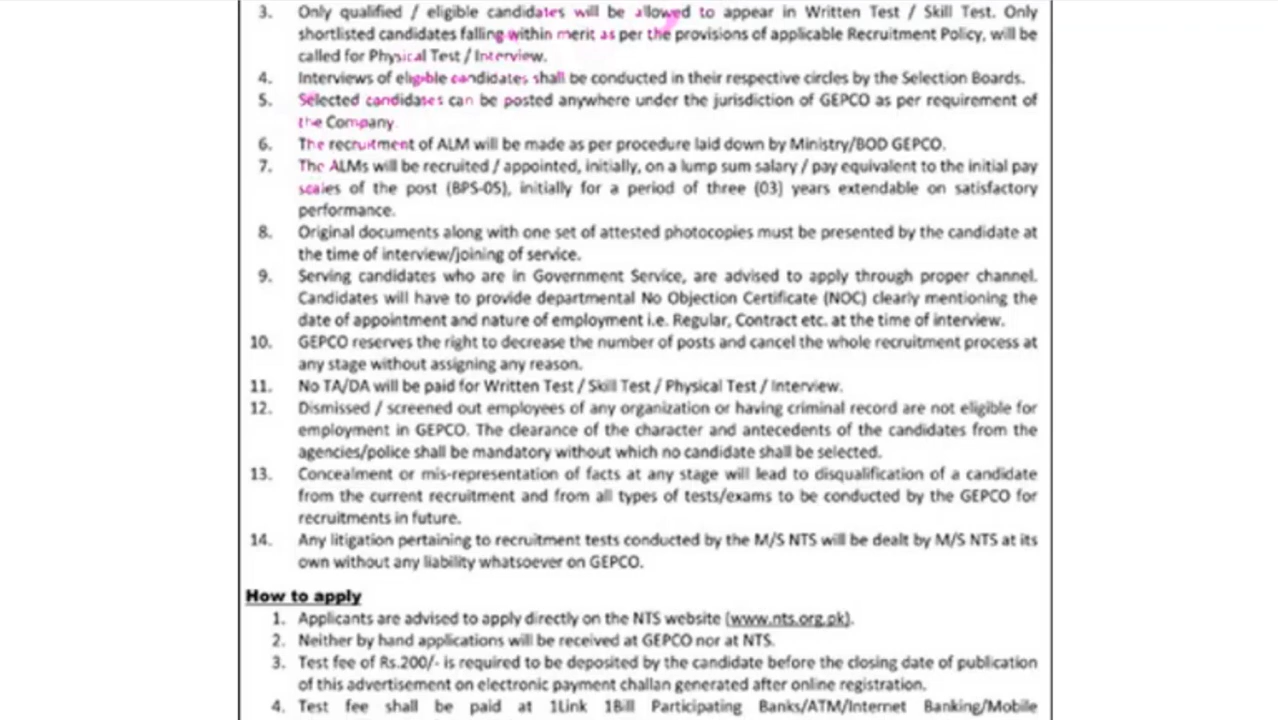 3. Only qualified / eligible candidates will be allowed to appear in Written Test / Skill Test. Only
shortlisted candidates falling within merit as per the provisions of applicable Recruitment Policy, will be
called for Physical Test / Interview.
4. Interviews of eligible candidates shall be conducted in their respective circles by the Selection Boards.
5. Selected candidates can be posted anywhere under the jurisdiction of GEPCO as per requirement of
the Company.
6. The recruitment of ALM will be made as per procedure laid down by Ministry/BOD GEPCO.
7. The ALMs will be recruited / appointed, initially, on a lump sum salary / pay equivalent to the initial pay
scales of the post (BPS-05), initially for a period of three (03) years extendable on satisfactory
performance.
8. Original documents along with one set of attested photocopies must be presented by the candidate at
the time of interview/joining of service.
9. Serving candidates who are in Government Service, are advised to apply through proper channel.
Candidates will have to provide departmental No Objection Certificate (NOC) clearly mentioning the
date of appointment and nature of employment i.e. Regular, Contract etc. at the time of interview.
10. GEPCO reserves the right to decrease the number of posts and cancel the whole recruitment process at
any stage without assigning any reason.
11. No TA/DA will be paid for Written Test / Skill Test / Physical Test / Interview.
12. Dismissed / screened out employees of any organization or having criminal record are not eligible for
employment in GEPCO. The clearance of the character and antecedents of the candidates from the
agencies/police shall be mandatory without which no candidate shall be selected.
13. Concealment or mis-representation of facts at any stage will lead to disqualification of a candidate
from the current recruitment and from all types of tests/exams to be conducted by the GEPCO for
recruitments in future.
14. Any litigation pertaining to recruitment tests conducted by the M/S NTS will be dealt by M/S NTS at its
own without any liability whatsoever on GEPCO.
How to apply
1. Applicants are advised to apply directly on the NTS website (www.nts.org.pk).
2. Neither by hand applications will be received at GEPCO nor at NTS.
3. Test fee of Rs.200/- is required to be deposited by the candidate before the closing date of publication
of this advertisement on electronic payment challan generated after online registration.
4. Test fee shall be paid at 1Link 1Bill Participating Banks/ATM/Internet Banking/Mobile